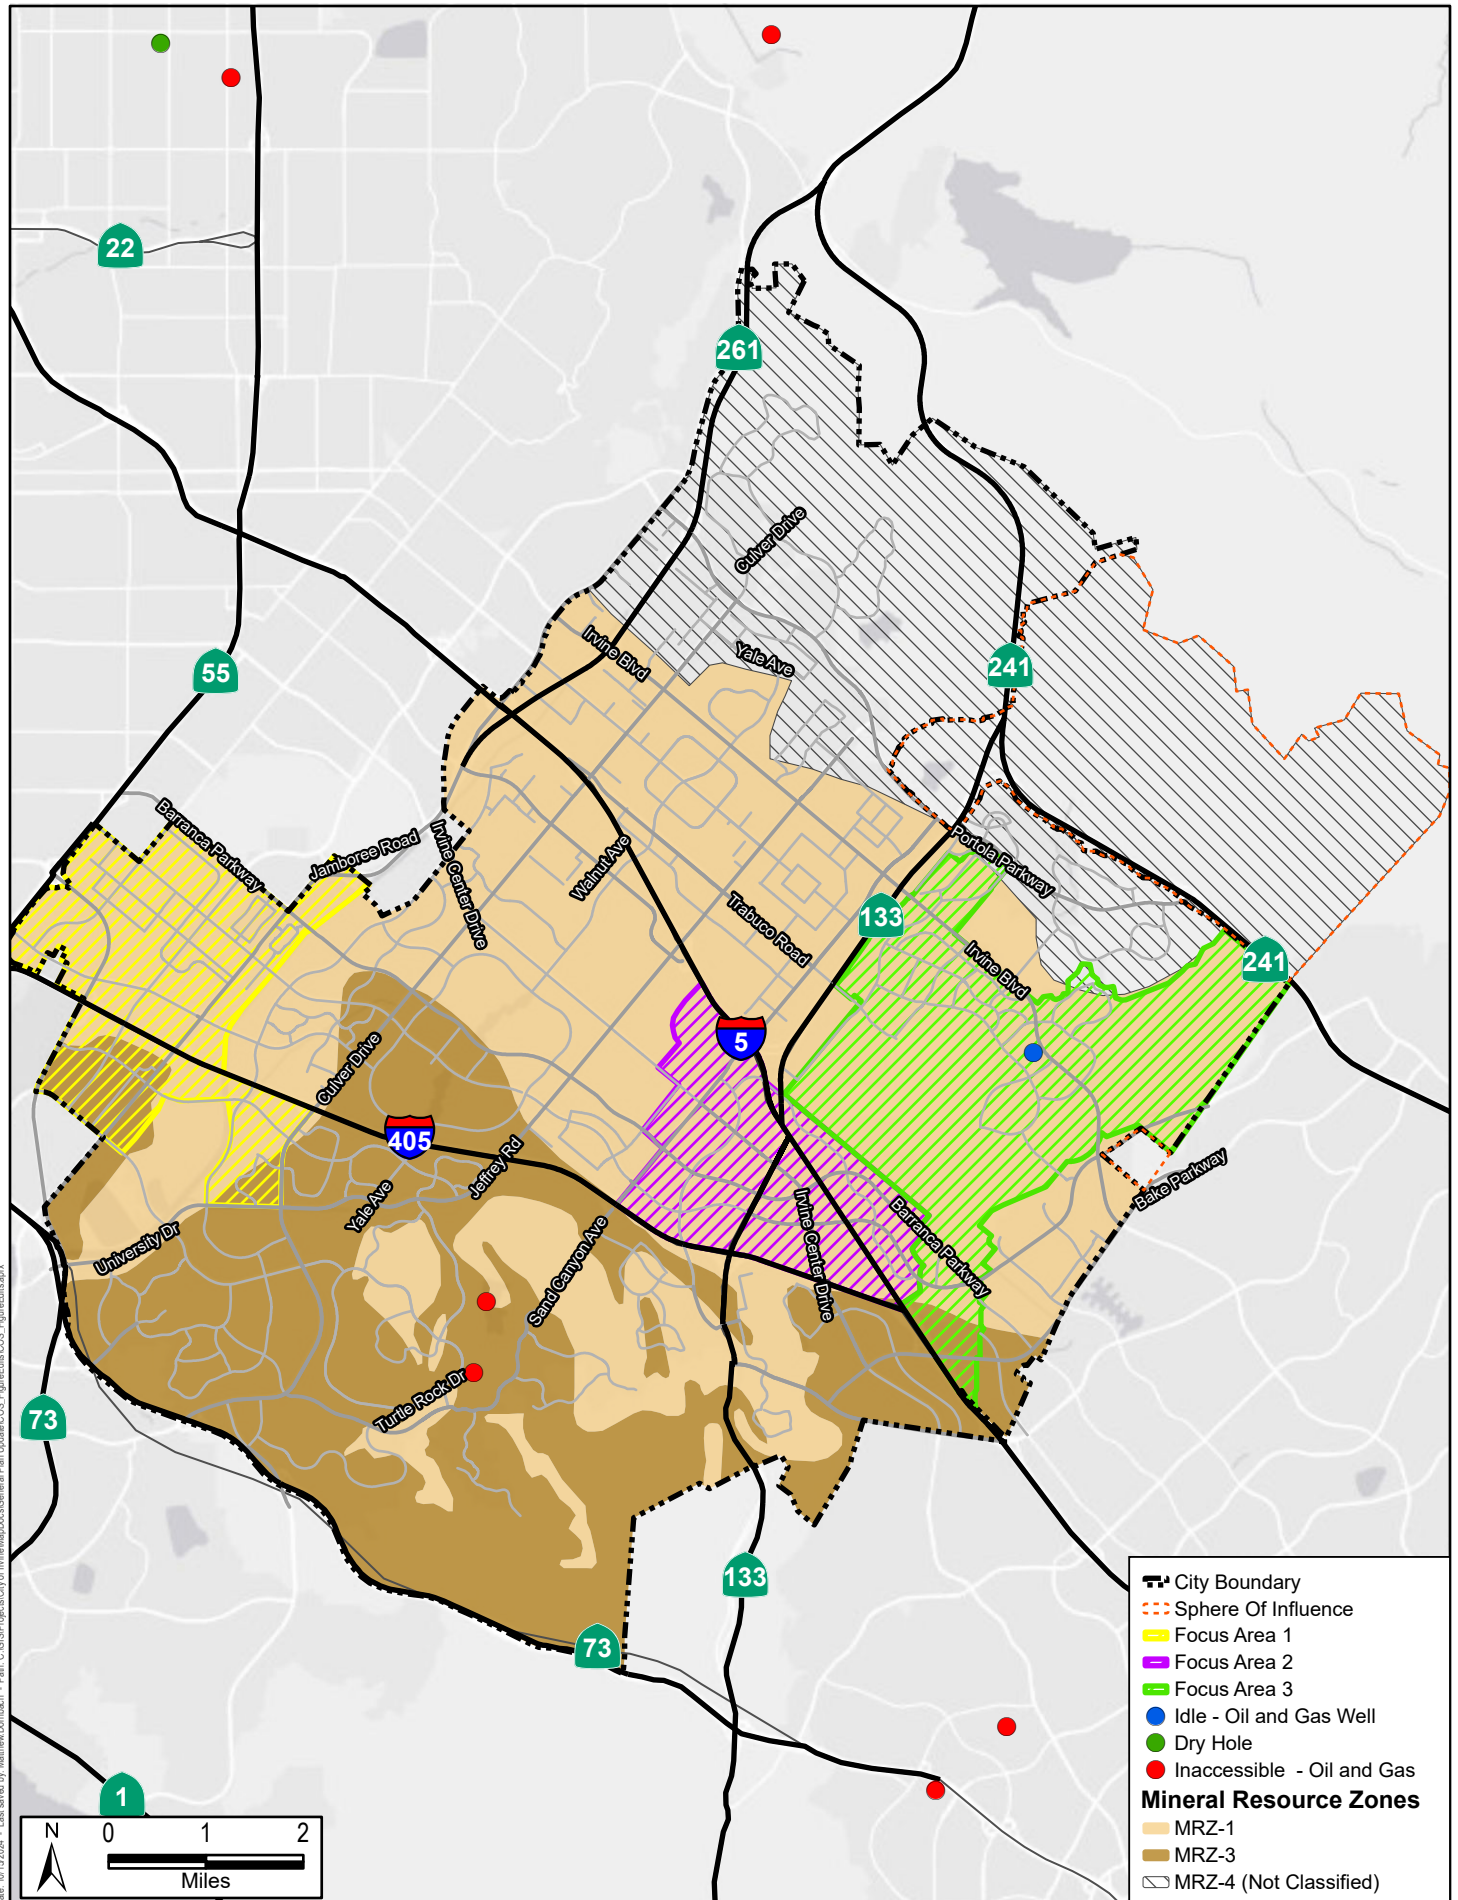 22
261
Culver Drive
Irvine Blvd
Yale Ave
55
241
Barranca Parkway
Jamboree Road
Irvine Center Drive
Walnut Ave
Portola Parkway
Trabuco Road
133
Irvine Blvd
241
5
Culver Drive
405
Jeffrey Rd
Yale Ave
Bake Parkway
University Dr
Sand Canyon Ave
Irvine Center Drive
Barranca Parkway
Turtle Rock Dr
73
133
73
1
N
0 1 2
Miles
City Boundary
Sphere Of Influence
Focus Area 1
Focus Area 2
Focus Area 3
Idle - Oil and Gas Well
Dry Hole
Inaccessible - Oil and Gas
Mineral Resource Zones
MRZ-1
MRZ-3
MRZ-4 (Not Classified)